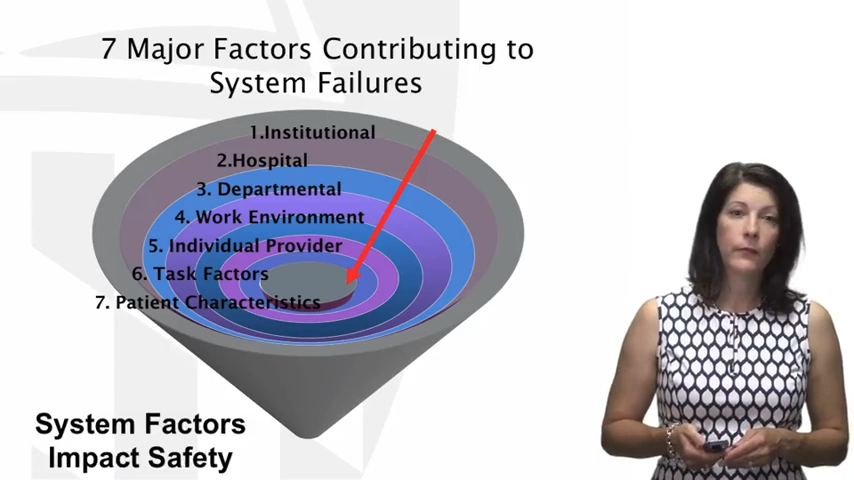 7 Major Factors Contributing to
System Failures
1.Institutional
2.Hospital
3. Departmental
4. Work Environment
5. Individual Provider
6. Task Factors
7. Patient Characteristics
System Factors
Impact Safety